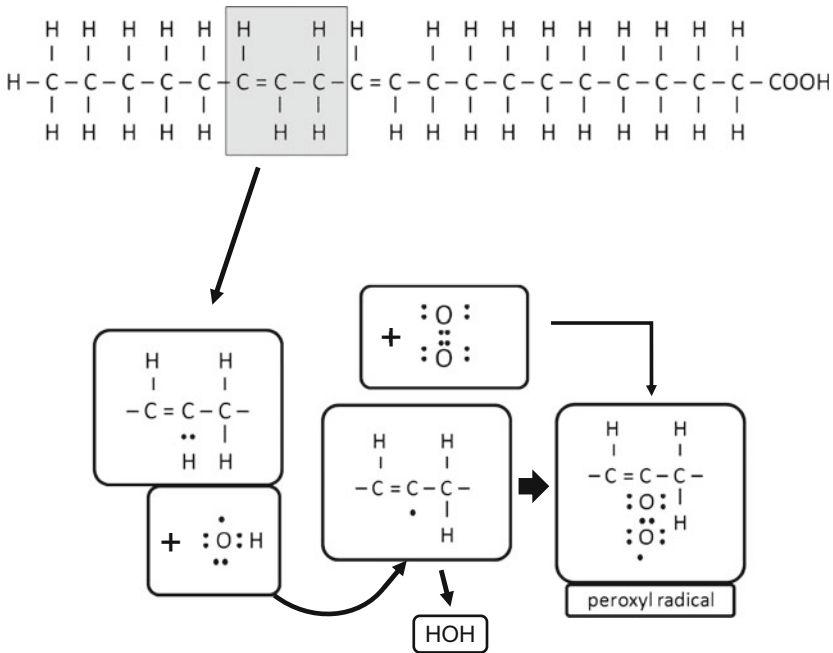 H H H H H H H H H H H H H H H H H
H – C – C – C – C – C – C = C – C – C = C – C – C – C – C – C – C – C – C – C – COOH
H H H H H H H H H H H H H H H H H
+ :O:
:O:
H H
– C = C – C –
H H
+ :O: H
H H
– C = C – C –
H
HOH
H H
– C = C – C –
:O:
H
:O:
peroxyl radical